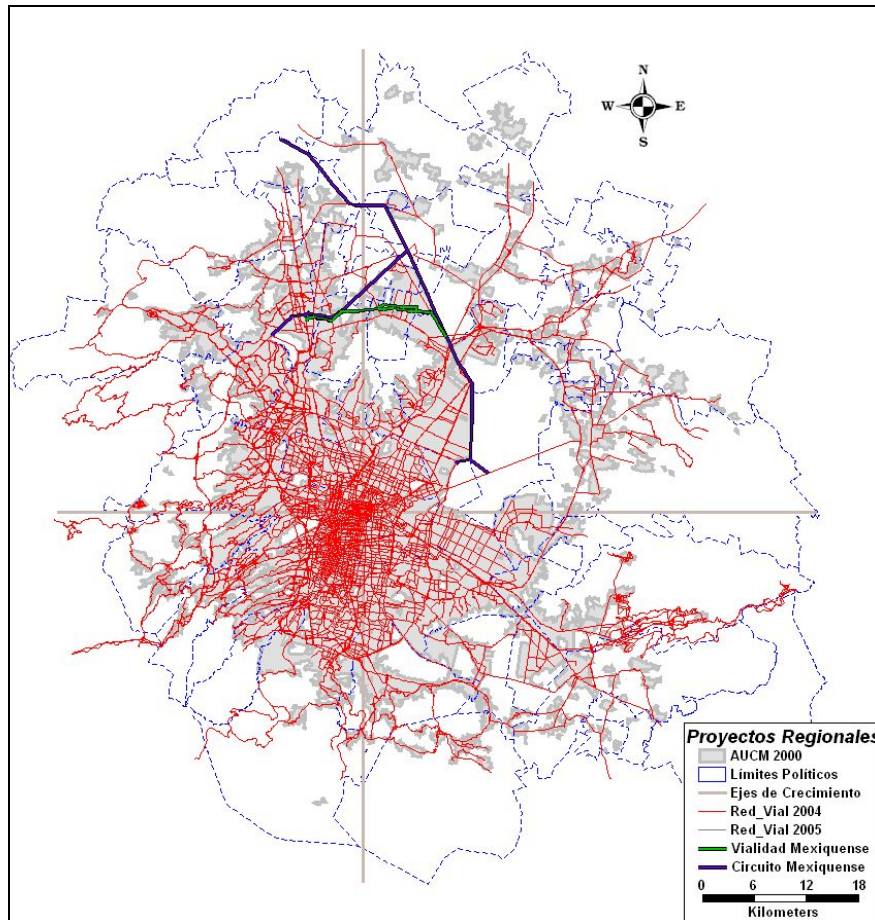 N
W E
S
Proyectos Regionales
AUCM 2000
Límites Políticos
Ejes de Crecimiento
Red_Vial 2004
Red_Vial 2005
Vialidad Mexiquense
Circuito Mexiquense
0 6 12 18
Kilometers